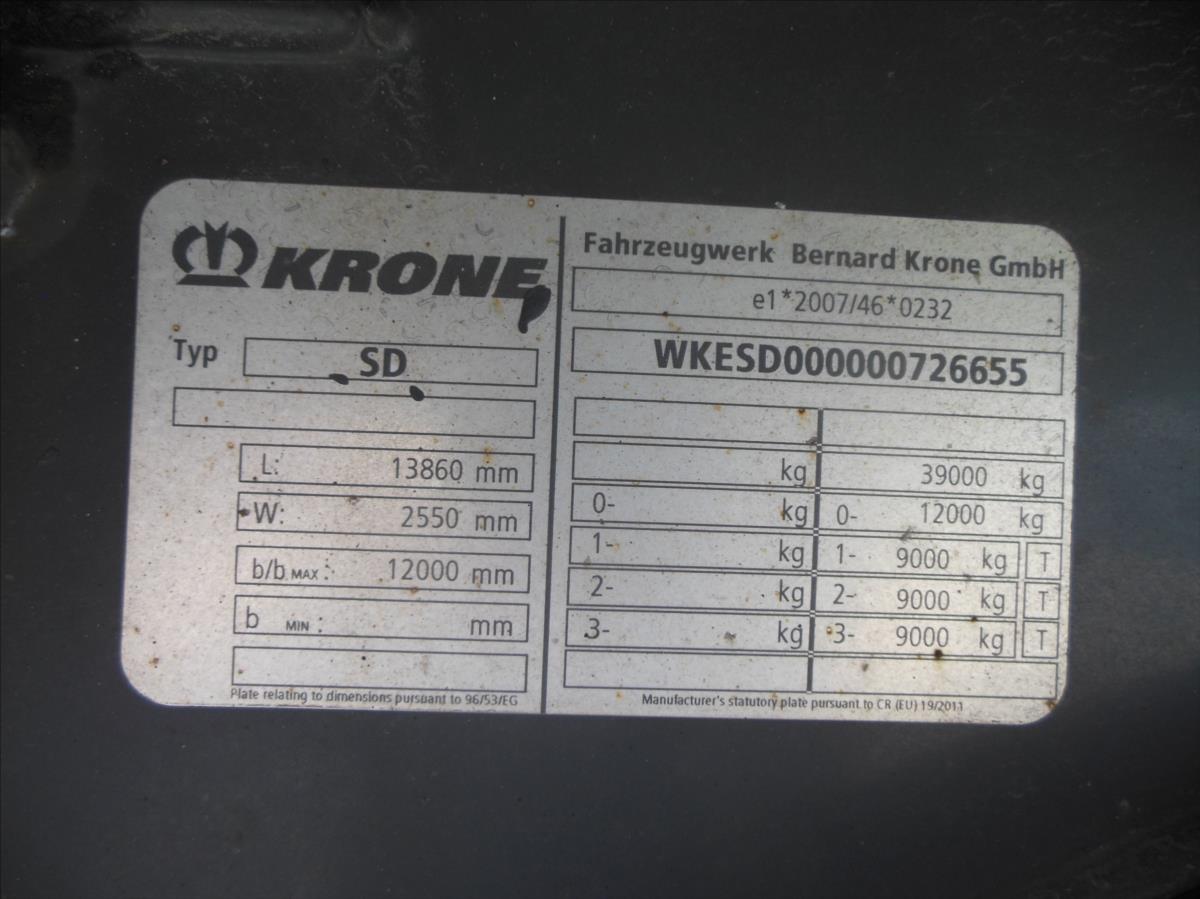 KRONE
Typ SD
L: 13860 mm
W: 2550 mm
b/b MAX : 12000 mm
b MIN : mm
Plate relating to dimensions pursuant to 96/53/EG
Fahrzeugwerk Bernard Krone GmbH
e1*2007/46*0232
WKESD000000726655
kg 39000 kg
0- kg 0- 12000 kg
1- kg 1- 9000 kg T
2- kg 2- 9000 kg T
3- kg 3- 9000 kg T
Manufacturer's statutory plate pursuant to CR (EU) 19/2011